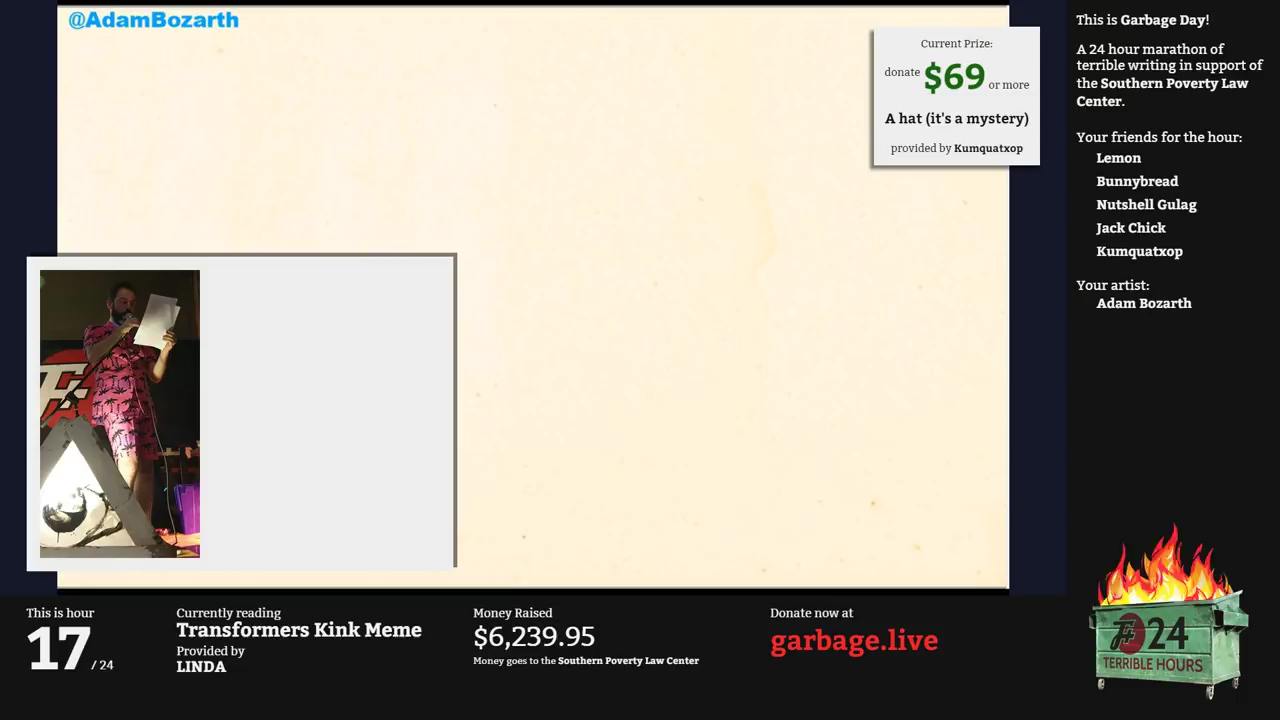 @AdamBozarth
Current Prize:
donate $69 or more
A hat (it's a mystery)
provided by Kumquatxop
This is Garbage Day!
A 24 hour marathon of
terrible writing in support of
the Southern Poverty Law
Center.
Your friends for the hour:
Lemon
Bunnybread
Nutshell Gulag
Jack Chick
Kumquatxop
Your artist:
Adam Bozarth
This is hour
17 / 24
Currently reading
Transformers Kink Meme
Provided by
LINDA
Money Raised
$6,239.95
Money goes to the Southern Poverty Law Center
Donate now at
garbage.live
24
TERRIBLE HOURS